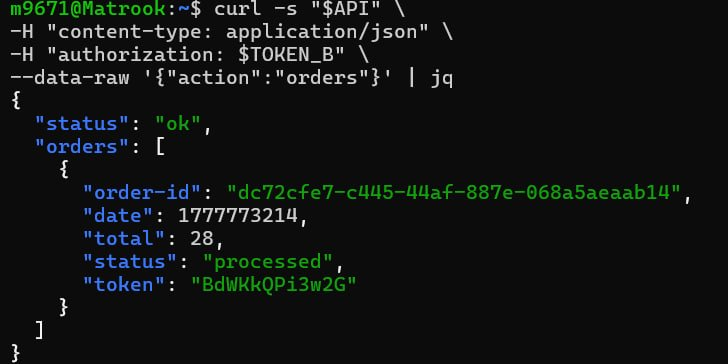 m9671@Matrook:~$ curl -s "$API" \
-H "content-type: application/json" \
-H "authorization: $TOKEN_B" \
--data-raw '{"action":"orders"}' | jq
{
  "status": "ok",
  "orders": [
    {
      "order-id": "dc72cfe7-c445-44af-887e-068a5aeaab14",
      "date": 1777773214,
      "total": 28,
      "status": "processed",
      "token": "BdWKkQPi3w2G"
    }
  ]
}